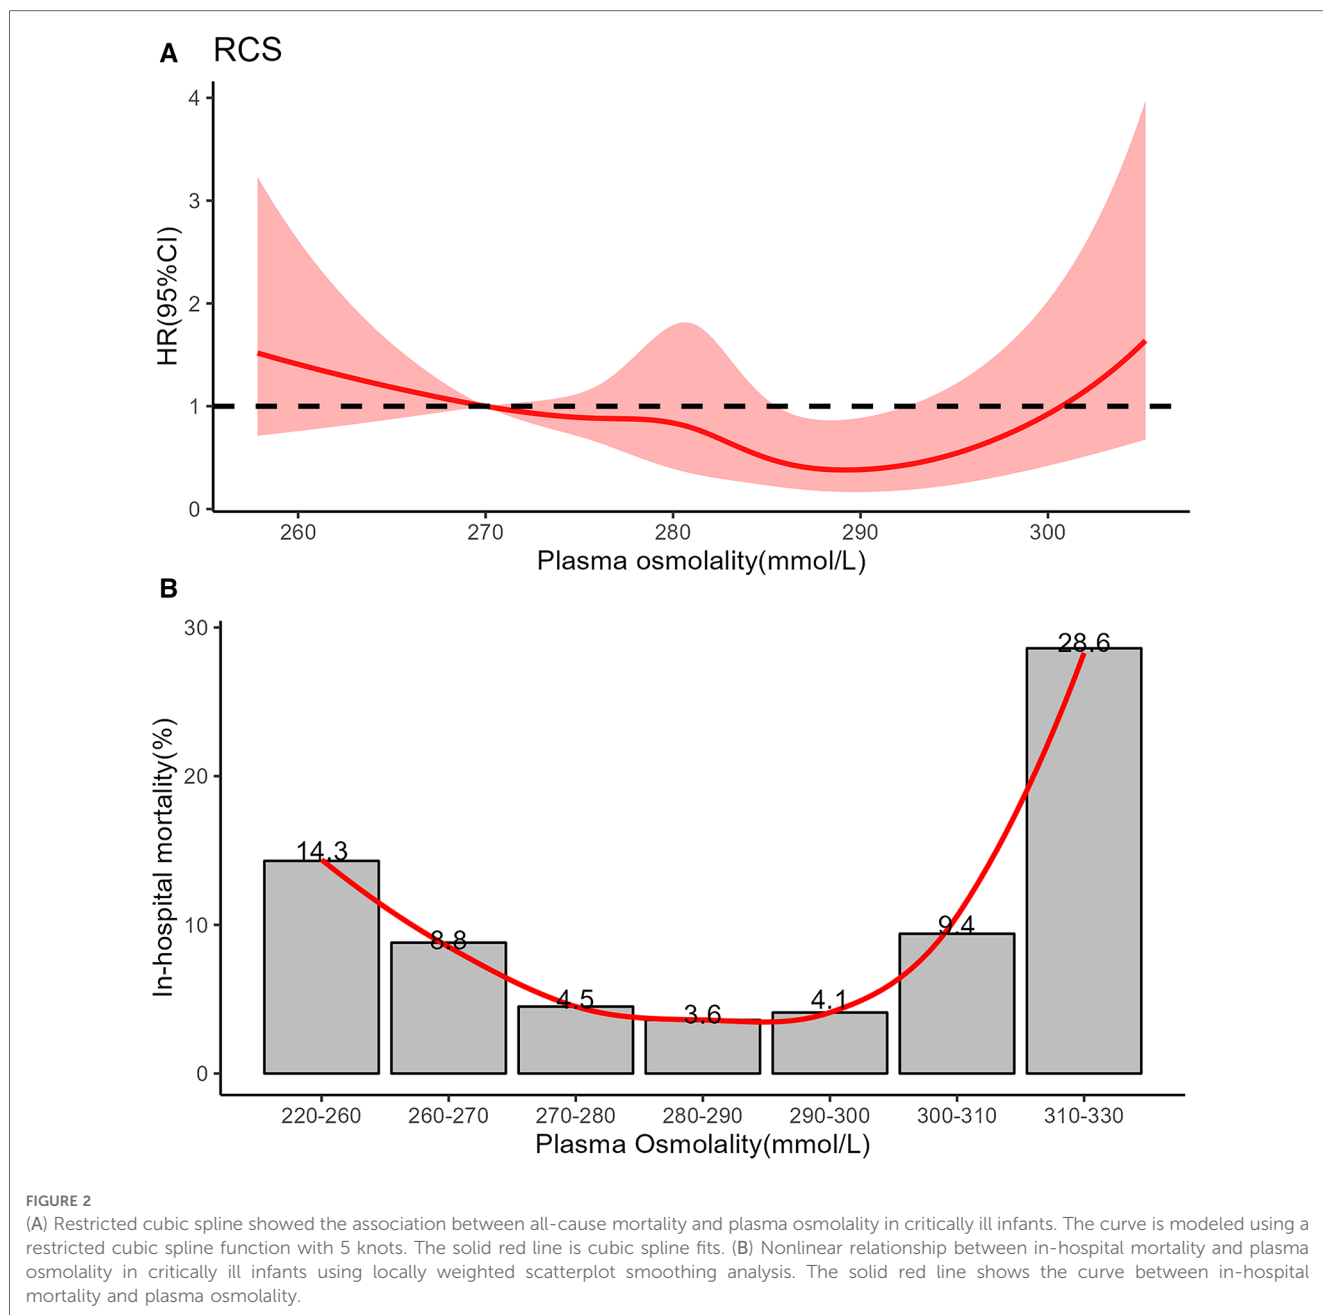 A RCS
4
3
2
1
0
HR(95%CI)
260 270 280 290 300
Plasma osmolality(mmol/L)
B
30
20
10
0
In-hospital mortality(%)
14.3 8.8 4.5 3.6 4.1 9.4 28.6
220-260 260-270 270-280 280-290 290-300 300-310 310-330
Plasma Osmolality(mmol/L)
FIGURE 2
(A) Restricted cubic spline showed the association between all-cause mortality and plasma osmolality in critically ill infants. The curve is modeled using a
restricted cubic spline function with 5 knots. The solid red line is cubic spline fits. (B) Nonlinear relationship between in-hospital mortality and plasma
osmolality in critically ill infants using locally weighted scatterplot smoothing analysis. The solid red line shows the curve between in-hospital
mortality and plasma osmolality.